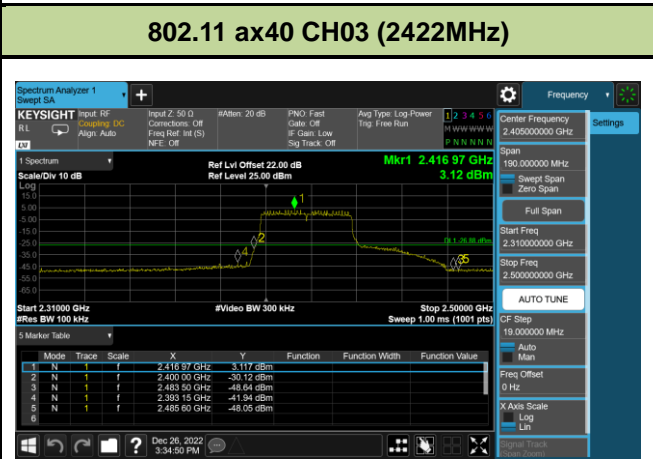 802.11 ax40 CH03 (2422MHz)
Spectrum Analyzer 1
Swept SA
+
Frequency
KEYSIGHT
RL
LXI
Input: RF
Coupling: DC
Align: Auto
Input Z: 50 Ω
Corrections: Off
Freq Ref: Int (S)
NFE: Off
#Atten: 20 dB
PNO: Fast
Gate: Off
IF Gain: Low
Sig Track: Off
Avg Type: Log-Power
Trig: Free Run
1 2 3 4 5 6
M W W W W W
P N N N N N
Center Frequency
2.405000000 GHz
Settings
1 Spectrum
Scale/Div 10 dB
Ref Lvl Offset 22.00 dB
Ref Level 25.00 dBm
Mkr1 2.416 97 GHz
3.12 dBm
Span
190.000000 MHz
Swept Span
Zero Span
Full Span
Start Freq
2.310000000 GHz
Stop Freq
2.500000000 GHz
AUTO TUNE
CF Step
19.000000 MHz
Auto
Man
Freq Offset
0 Hz
X Axis Scale
Log
Lin
Signal Track
(Span Zoom)
Log
15.0
5.00
-5.00
-15.0
-25.0
-35.0
-45.0
-55.0
-65.0
1
2
4
5
DL1 -26.88 dBm
Start 2.31000 GHz
#Res BW 100 kHz
#Video BW 300 kHz
Stop 2.50000 GHz
Sweep 1.00 ms (1001 pts)
5 Marker Table
Mode Trace Scale X Y Function Function Width Function Value
1 N 1 f 2.416 97 GHz 3.117 dBm
2 N 1 f 2.400 00 GHz -30.12 dBm
3 N 1 f 2.483 50 GHz -48.64 dBm
4 N 1 f 2.393 15 GHz -41.94 dBm
5 N 1 f 2.485 60 GHz -48.05 dBm
6
?
Dec 26, 2022
3:34:50 PM